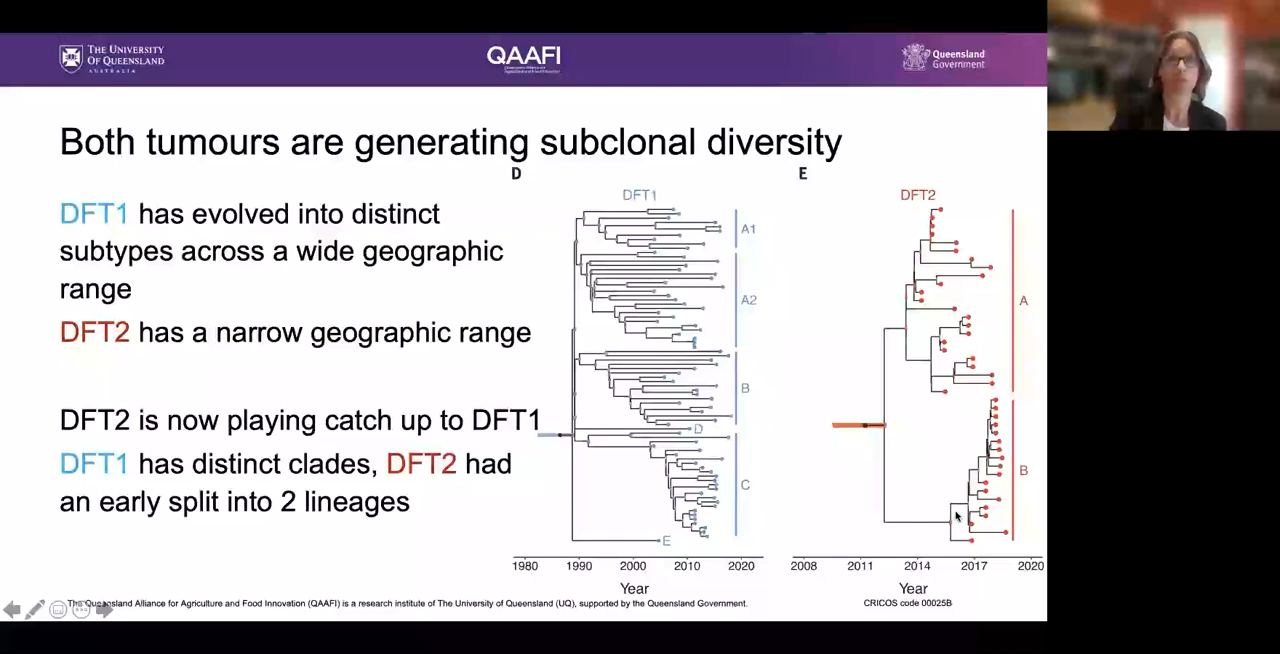 THE UNIVERSITY
OF QUEENSLAND
AUSTRALIA
QAAFI
Queensland
Government
Both tumours are generating subclonal diversity
DFT1 has evolved into distinct
subtypes across a wide geographic
range
DFT2 has a narrow geographic range
DFT2 is now playing catch up to DFT1
DFT1 has distinct clades, DFT2 had
an early split into 2 lineages
D
DFT1
A1
A2
B
D
C
E
1980 1990 2000 2010 2020
Year
E
DFT2
A
B
2008 2011 2014 2017 2020
Year
The Queensland Alliance for Agriculture and Food Innovation (QAAFI) is a research institute of The University of Queensland (UQ), supported by the Queensland Government.
CRICOS code 00025B